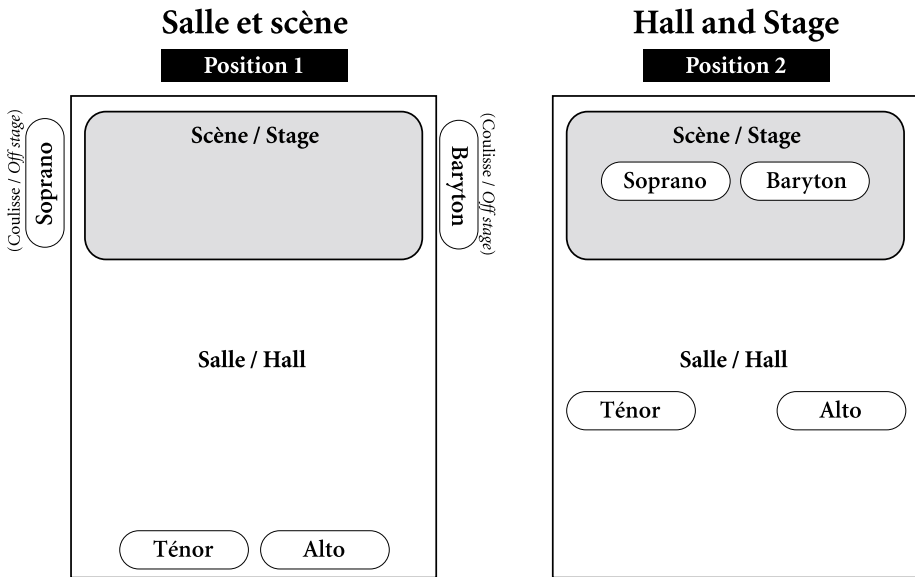 Salle et scène
Position 1
Scène / Stage
(Coulisse / Off stage)
Soprano
Baryton
(Coulisse / Off stage)
Salle / Hall
Ténor
Alto
Hall and Stage
Position 2
Scène / Stage
Soprano
Baryton
Salle / Hall
Ténor
Alto